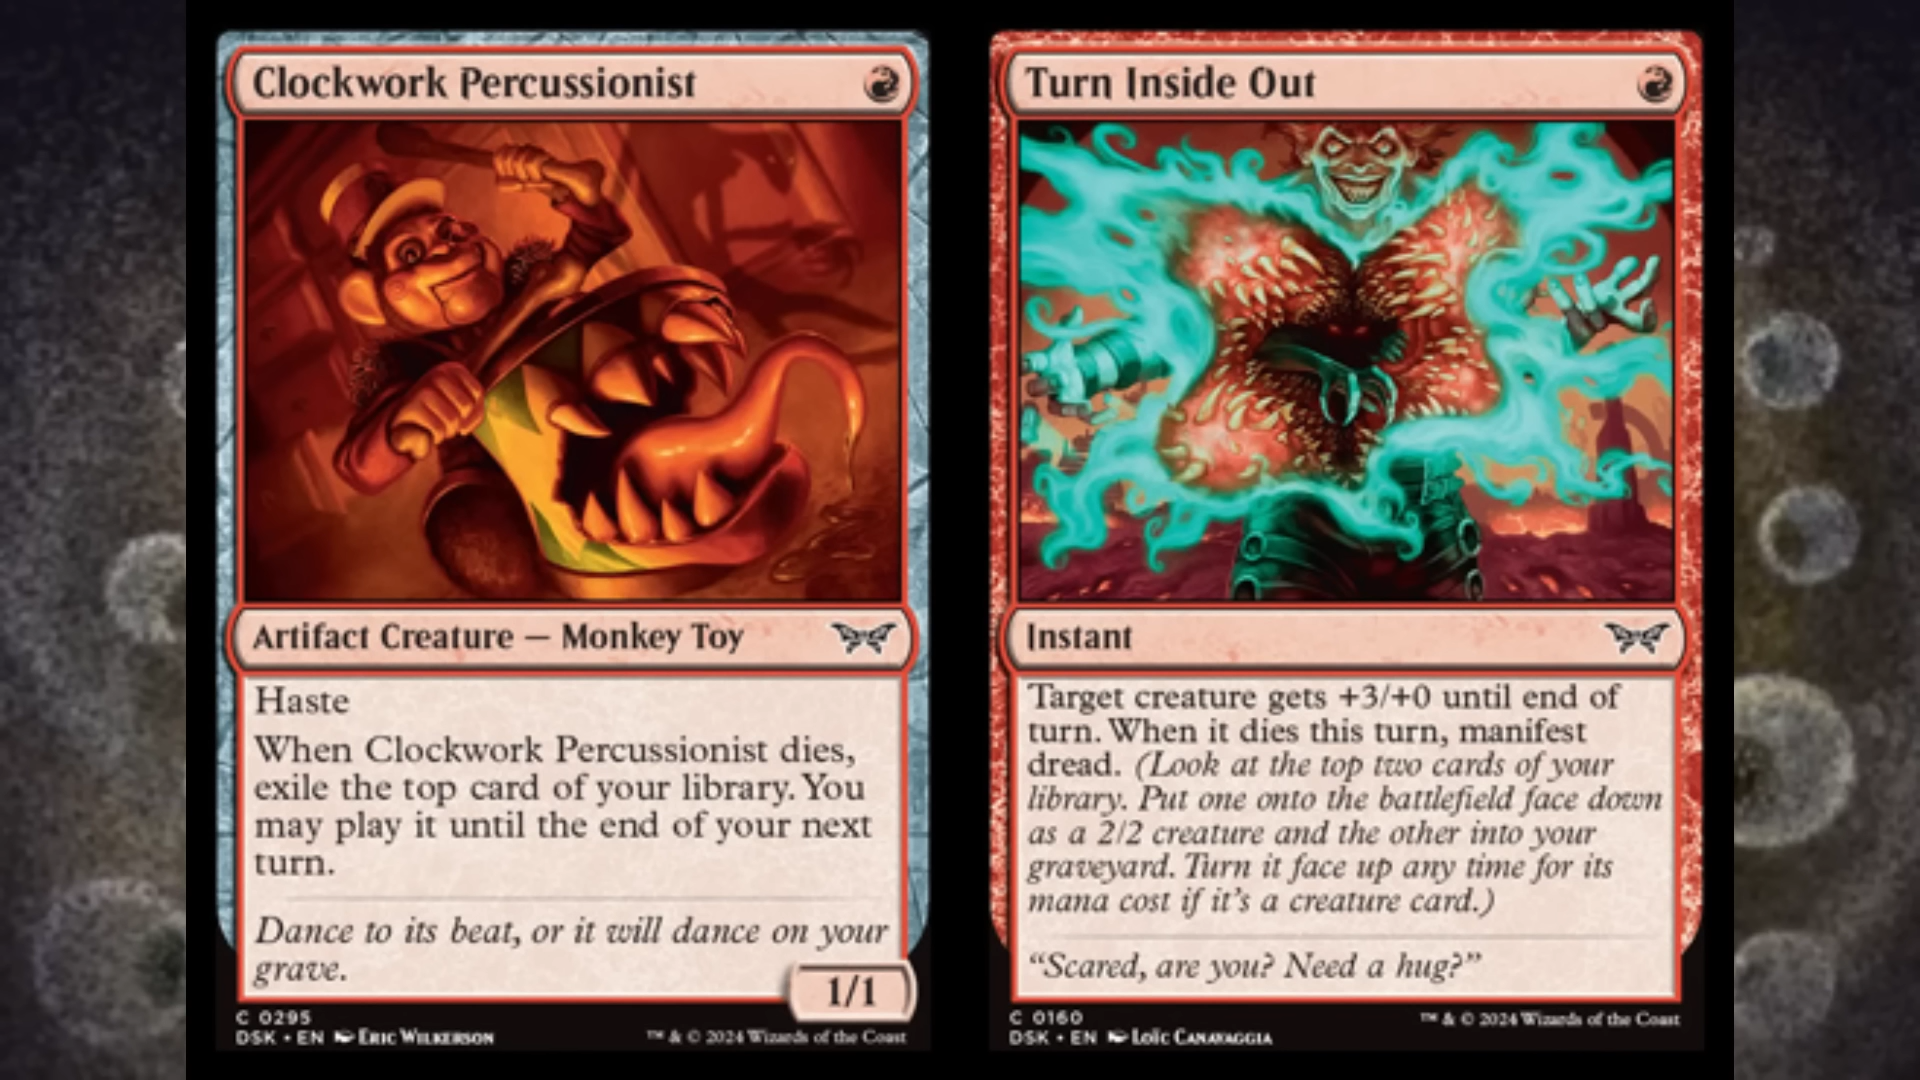 Clockwork Percussionist
Artifact Creature — Monkey Toy
Haste
When Clockwork Percussionist dies,
exile the top card of your library. You
may play it until the end of your next
turn.
Dance to its beat, or it will dance on your
grave.
1/1
C 0295
DSK • EN Eric Wilkerson
™ & © 2024 Wizards of the Coast
Turn Inside Out
Instant
Target creature gets +3/+0 until end of
turn. When it dies this turn, manifest
dread. (Look at the top two cards of your
library. Put one onto the battlefield face down
as a 2/2 creature and the other into your
graveyard. Turn it face up any time for its
mana cost if it's a creature card.)
“Scared, are you? Need a hug?”
C 0160
DSK • EN Loïc Canavaggia
™ & © 2024 Wizards of the Coast